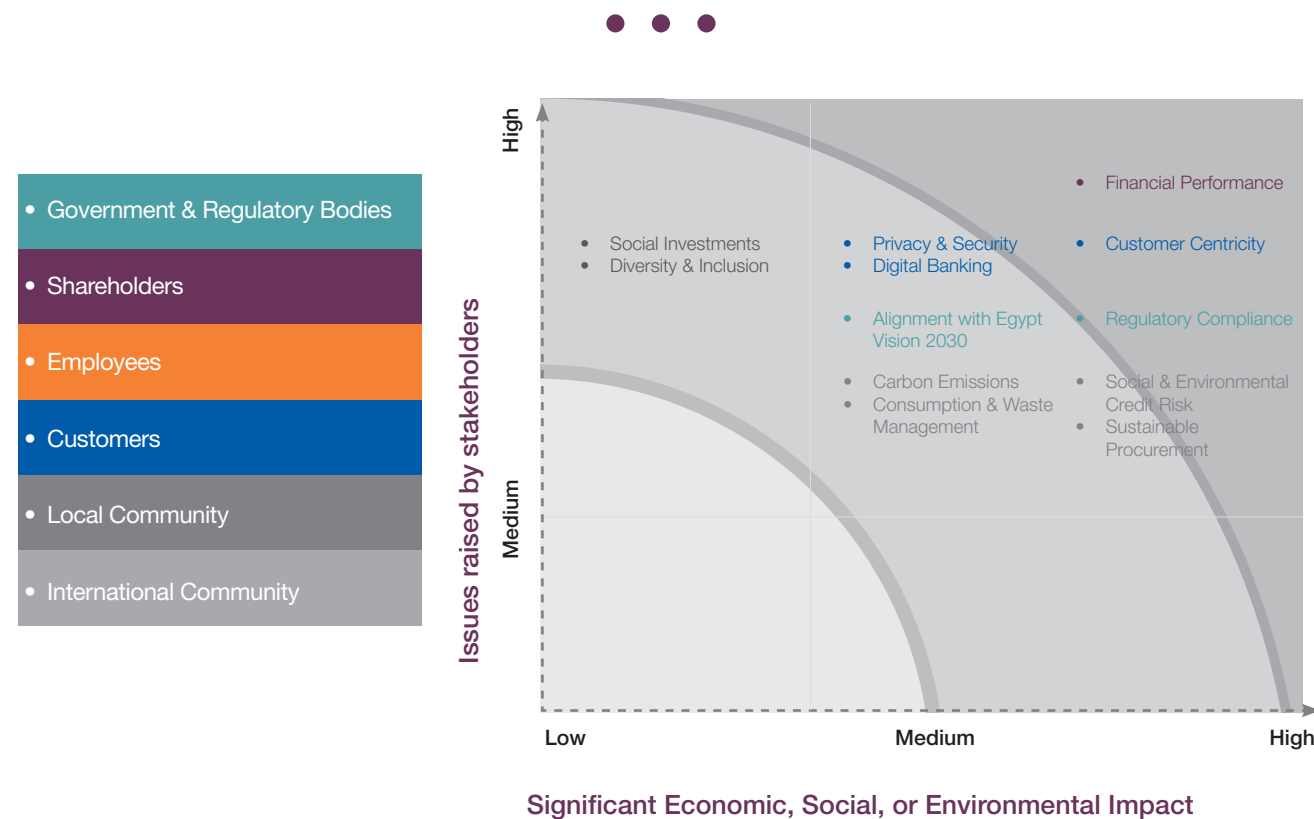 • Government & Regulatory Bodies
• Shareholders
• Employees
• Customers
• Local Community
• International Community
Issues raised by stakeholders
High
Medium
• Social Investments
• Diversity & Inclusion
• Privacy & Security
• Digital Banking
• Alignment with Egypt
Vision 2030
• Carbon Emissions
• Consumption & Waste
Management
• Financial Performance
• Customer Centricity
• Regulatory Compliance
• Social & Environmental
Credit Risk
• Sustainable
Procurement
Low
Medium
High
Significant Economic, Social, or Environmental Impact